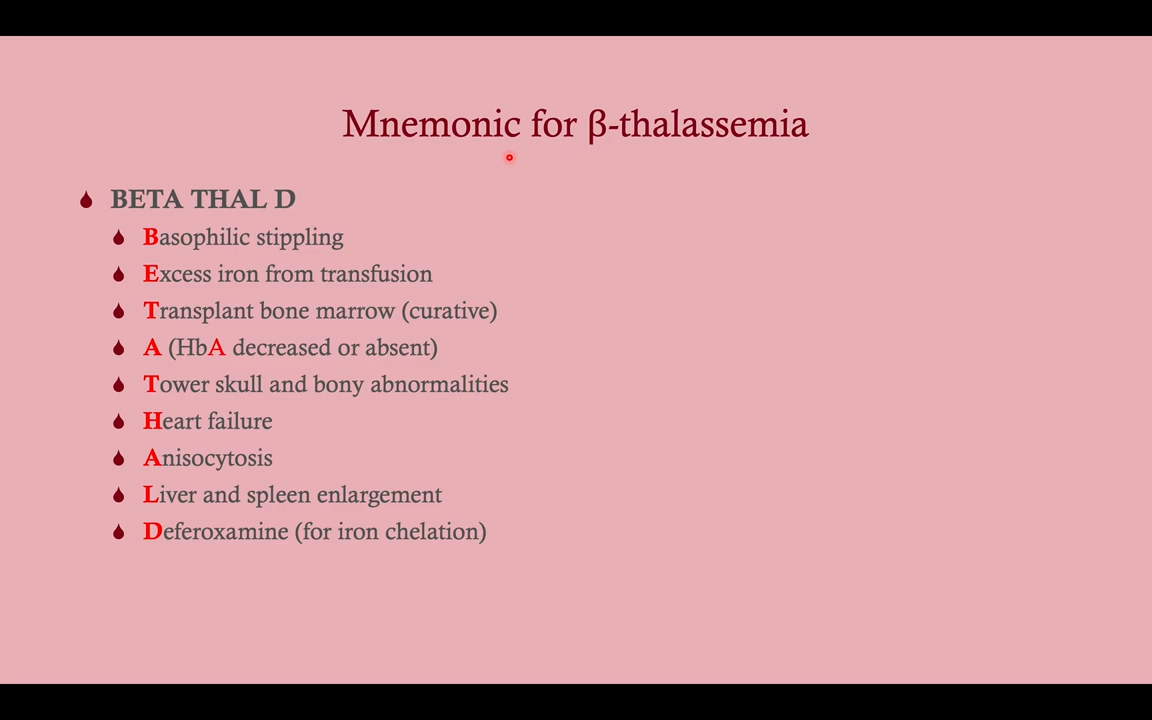 Mnemonic for β-thalassemia
BETA THAL D
Basophilic stippling
Excess iron from transfusion
Transplant bone marrow (curative)
A (HbA decreased or absent)
Tower skull and bony abnormalities
Heart failure
Anisocytosis
Liver and spleen enlargement
Deferoxamine (for iron chelation)